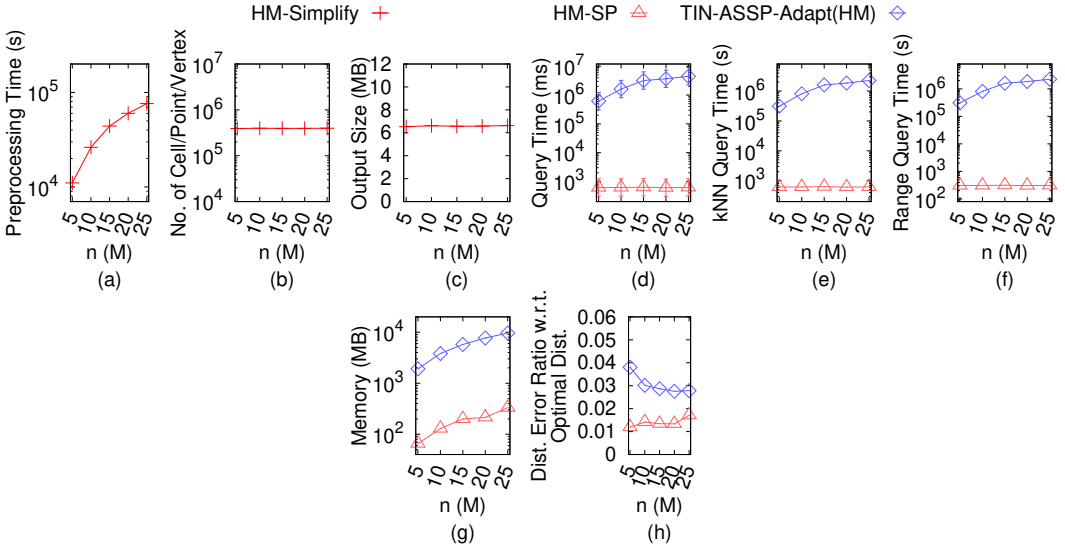 HM-Simplify HM-SP TIN-ASSP-Adapt(HM)
Preprocessing Time (s)
10^5
10^4
5 10 15 20 25
n (M)
(a)
No. of Cell/Point/Vertex
10^7
10^6
10^5
10^4
5 10 15 20 25
n (M)
(b)
Output Size (MB)
12
10
8
6
4
2
0
5 10 15 20 25
n (M)
(c)
Query Time (ms)
10^7
10^6
10^5
10^4
10^3
5 10 15 20 25
n (M)
(d)
kNN Query Time (s)
10^6
10^5
10^4
10^3
5 10 15 20 25
n (M)
(e)
Range Query Time (s)
10^6
10^5
10^4
10^3
10^2
5 10 15 20 25
n (M)
(f)
Memory (MB)
10^4
10^3
10^2
5 10 15 20 25
n (M)
(g)
Dist. Error Ratio w.r.t.
Optimal Dist.
0.06
0.05
0.04
0.03
0.02
0.01
0
5 10 15 20 25
n (M)
(h)